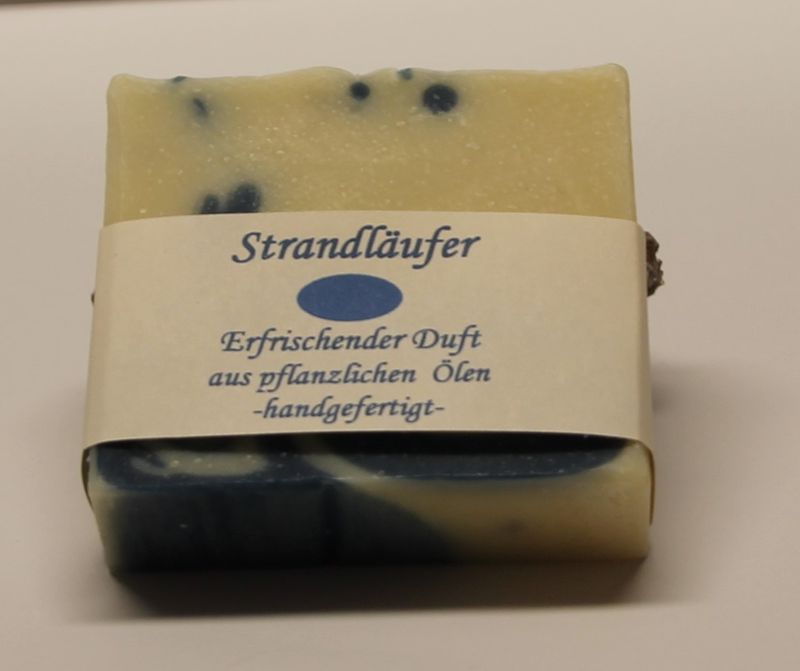 Strandläufer
Erfrischender Duft
aus pflanzlichen Ölen
-handgefertigt-